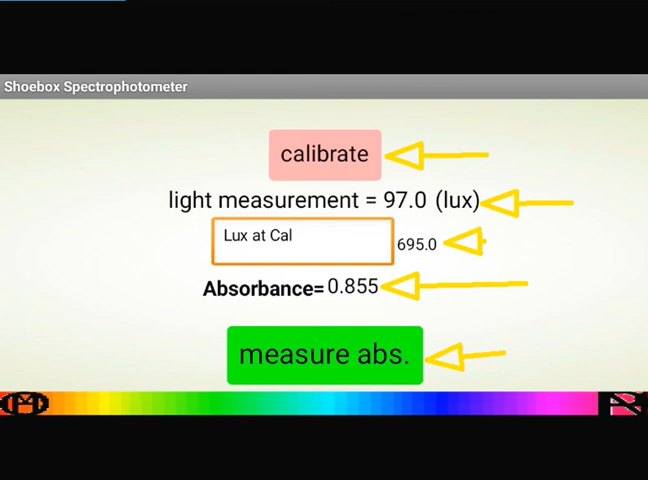 Shoebox Spectrophotometer
calibrate
light measurement = 97.0 (lux)
Lux at Cal 695.0
Absorbance= 0.855
measure abs.